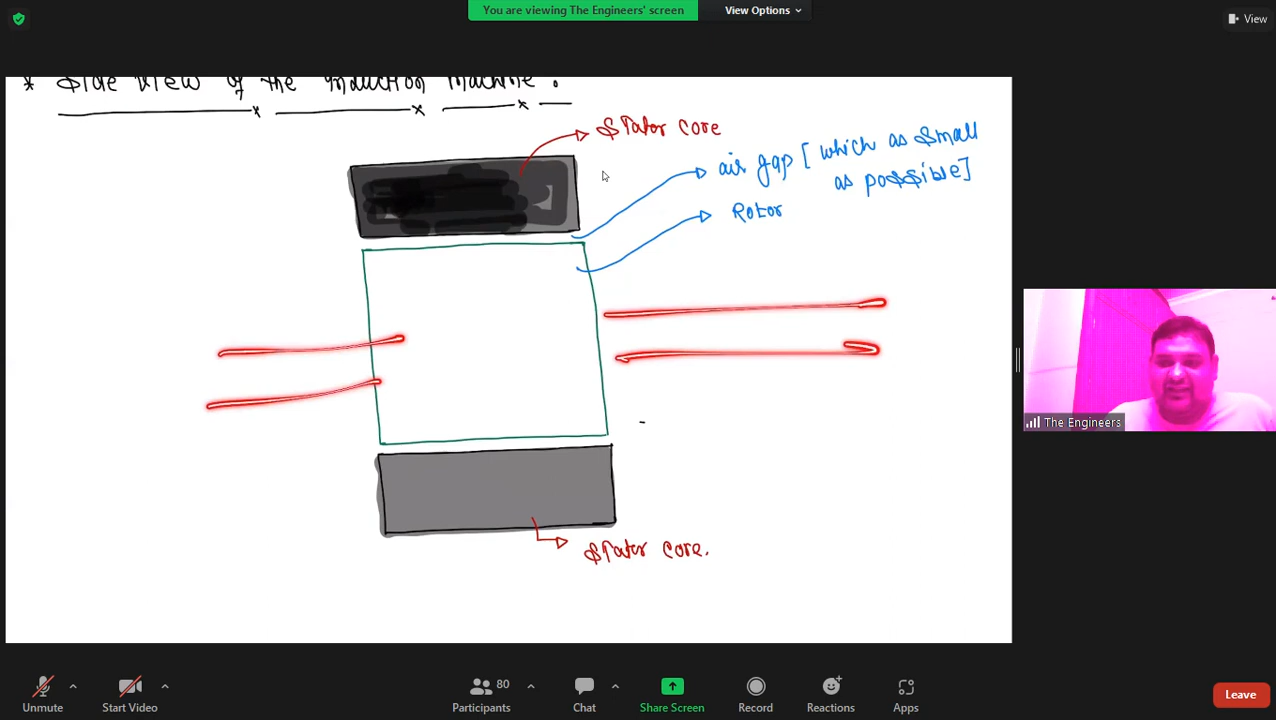 You are viewing The Engineers' screen
View Options
View
* Side View of the Induction Machine.
Stator core
air gap [which as small
as possible]
Rotor
The Engineers
Stator core.
Unmute
Start Video
80
Participants
Chat
Share Screen
Record
Reactions
Apps
Leave